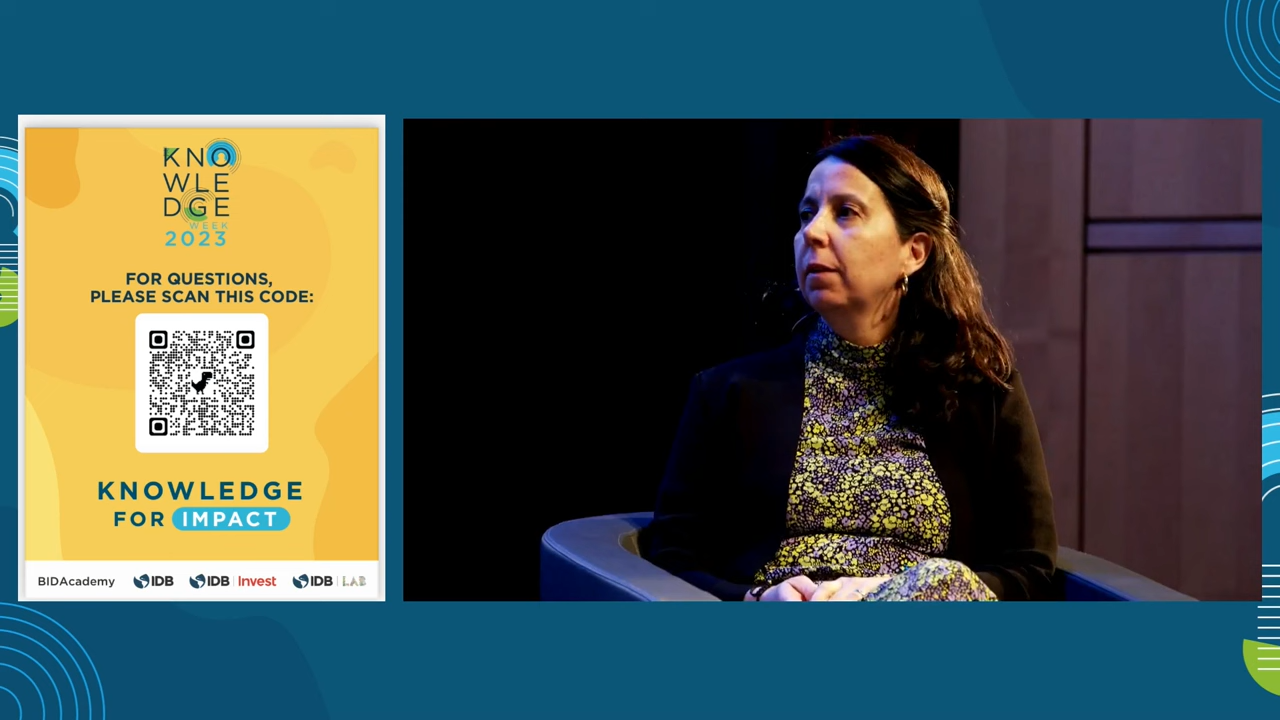 KNO
WLE
DGE
WEEK
2023
FOR QUESTIONS,
PLEASE SCAN THIS CODE:
KNOWLEDGE
FOR IMPACT
BIDAcademy IDB IDB Invest IDB LAB